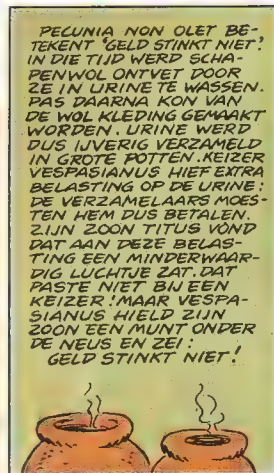 PECUNIA NON OLET BE-
TEKENT 'GELD STINKT NIET'.
IN DIE TIJD WERD SCHA-
PENWOL ONTVET DOOR
ZE IN URINE TE WASSEN.
PAS DAARNA KON VAN
DE WOL KLEDING GEMAAKT
WORDEN. URINE WERD
DUS IJVERIG VERZAMELD
IN GROTE POTTEN. KEIZER
VESPASIANUS HIEF EXTRA
BELASTING OP DE URINE:
DE VERZAMELAARS MOES-
TEN HEM DUS BETALEN.
ZIJN ZOON TITUS VOND
DAT AAN DEZE BELAS-
TING EEN MINDERWAAR-
DIG LUCHTJE ZAT. DAT
PASTE NIET BIJ EEN
KEIZER! MAAR VESPA-
SIANUS HIELD ZIJN
ZOON EEN MUNT ONDER
DE NEUS EN ZEI:
GELD STINKT NIET!